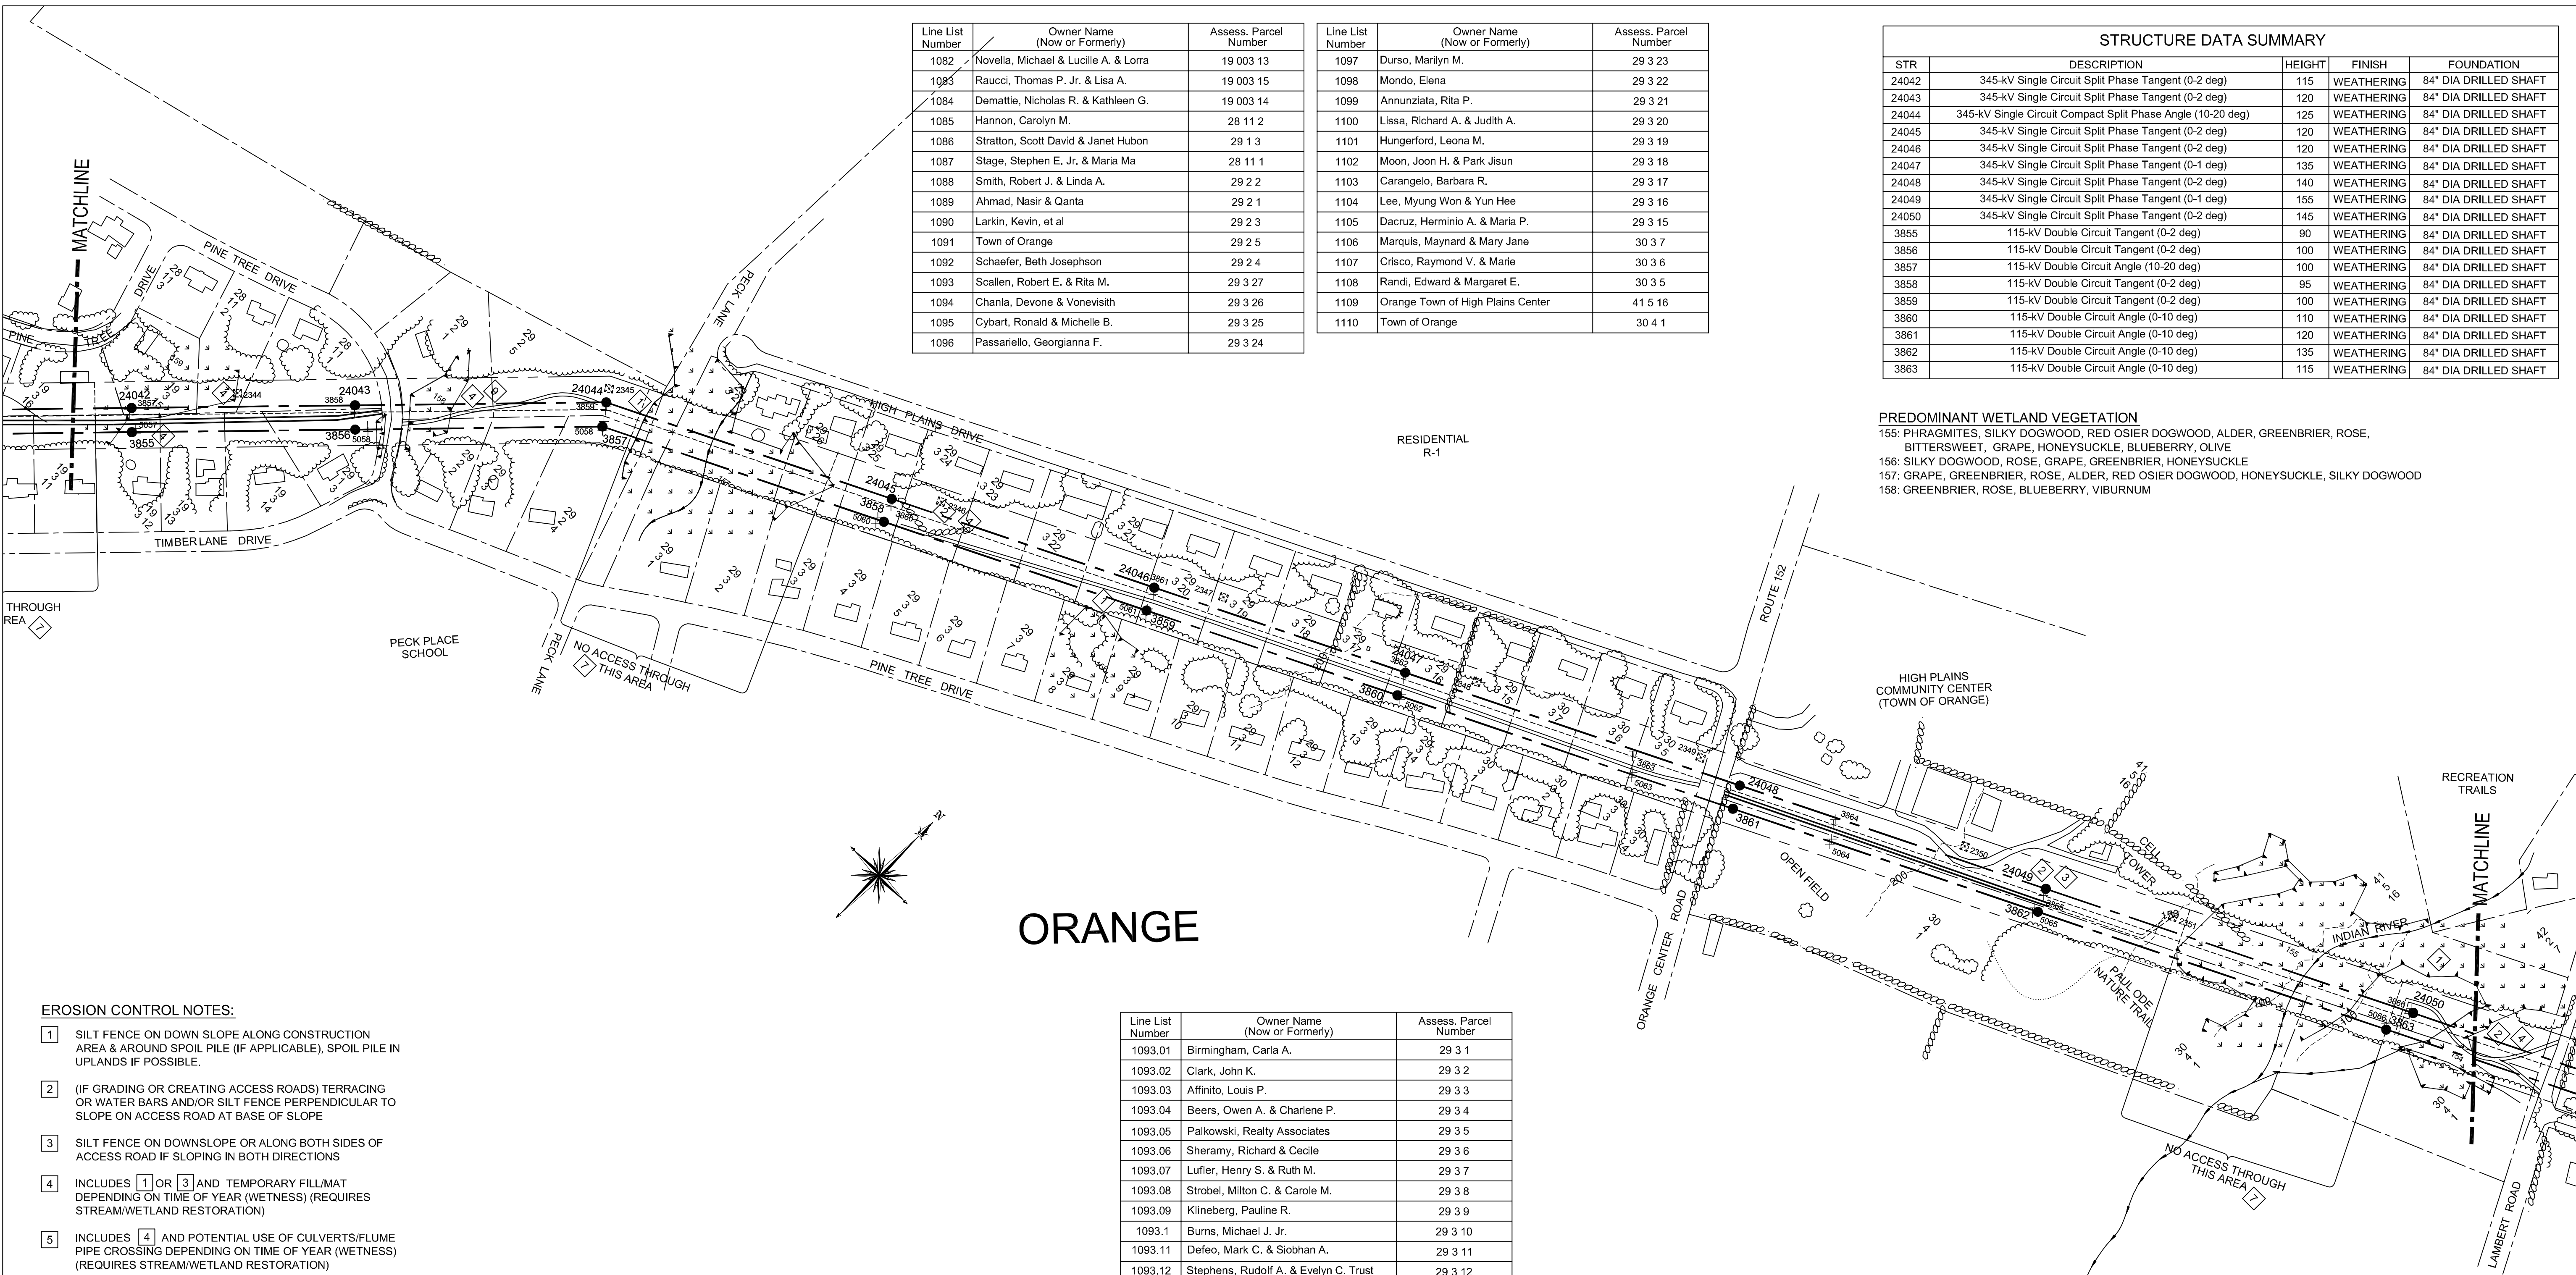 Line List Number | Owner Name (Now or Formerly) | Assess. Parcel Number
1082 Novella, Michael & Lucille A. & Lorra 19 003 13
1083 Raucci, Thomas P. Jr. & Lisa A. 19 003 15
1084 Demattie, Nicholas R. & Kathleen G. 19 003 14
1085 Hannon, Carolyn M. 28 11 2
1086 Stratton, Scott David & Janet Hubon 29 1 3
1087 Stage, Stephen E. Jr. & Maria Ma 28 11 1
1088 Smith, Robert J. & Linda A. 29 2 2
1089 Ahmad, Nasir & Qanta 29 2 1
1090 Larkin, Kevin, et al 29 2 3
1091 Town of Orange 29 2 5
1092 Schaefer, Beth Josephson 29 2 4
1093 Scallen, Robert E. & Rita M. 29 3 27
1094 Chanla, Devone & Vonevisith 29 3 26
1095 Cybart, Ronald & Michelle B. 29 3 25
1096 Passariello, Georgianna F. 29 3 24
Line List Number | Owner Name (Now or Formerly) | Assess. Parcel Number
1097 Durso, Marilyn M. 29 3 23
1098 Mondo, Elena 29 3 22
1099 Annunziata, Rita P. 29 3 21
1100 Lissa, Richard A. & Judith A. 29 3 20
1101 Hungerford, Leona M. 29 3 19
1102 Moon, Joon H. & Park Jisun 29 3 18
1103 Carangelo, Barbara R. 29 3 17
1104 Lee, Myung Won & Yun Hee 29 3 16
1105 Dacruz, Herminio A. & Maria P. 29 3 15
1106 Marquis, Maynard & Mary Jane 30 3 7
1107 Crisco, Raymond V. & Marie 30 3 6
1108 Randi, Edward & Margaret E. 30 3 5
1109 Orange Town of High Plains Center 41 5 16
1110 Town of Orange 30 4 1
STRUCTURE DATA SUMMARY
STR DESCRIPTION HEIGHT FINISH FOUNDATION
24042 345-kV Single Circuit Split Phase Tangent (0-2 deg) 115 WEATHERING 84" DIA DRILLED SHAFT
24043 345-kV Single Circuit Split Phase Tangent (0-2 deg) 120 WEATHERING 84" DIA DRILLED SHAFT
24044 345-kV Single Circuit Compact Split Phase Angle (10-20 deg) 125 WEATHERING 84" DIA DRILLED SHAFT
24045 345-kV Single Circuit Split Phase Tangent (0-2 deg) 120 WEATHERING 84" DIA DRILLED SHAFT
24046 345-kV Single Circuit Split Phase Tangent (0-2 deg) 120 WEATHERING 84" DIA DRILLED SHAFT
24047 345-kV Single Circuit Split Phase Tangent (0-1 deg) 135 WEATHERING 84" DIA DRILLED SHAFT
24048 345-kV Single Circuit Split Phase Tangent (0-2 deg) 140 WEATHERING 84" DIA DRILLED SHAFT
24049 345-kV Single Circuit Split Phase Tangent (0-1 deg) 155 WEATHERING 84" DIA DRILLED SHAFT
24050 345-kV Single Circuit Split Phase Tangent (0-2 deg) 145 WEATHERING 84" DIA DRILLED SHAFT
3855 115-kV Double Circuit Tangent (0-2 deg) 90 WEATHERING 84" DIA DRILLED SHAFT
3856 115-kV Double Circuit Tangent (0-2 deg) 100 WEATHERING 84" DIA DRILLED SHAFT
3857 115-kV Double Circuit Angle (10-20 deg) 100 WEATHERING 84" DIA DRILLED SHAFT
3858 115-kV Double Circuit Tangent (0-2 deg) 95 WEATHERING 84" DIA DRILLED SHAFT
3859 115-kV Double Circuit Tangent (0-2 deg) 100 WEATHERING 84" DIA DRILLED SHAFT
3860 115-kV Double Circuit Angle (0-10 deg) 110 WEATHERING 84" DIA DRILLED SHAFT
3861 115-kV Double Circuit Angle (0-10 deg) 120 WEATHERING 84" DIA DRILLED SHAFT
3862 115-kV Double Circuit Angle (0-10 deg) 135 WEATHERING 84" DIA DRILLED SHAFT
3863 115-kV Double Circuit Angle (0-10 deg) 115 WEATHERING 84" DIA DRILLED SHAFT
PREDOMINANT WETLAND VEGETATION
155: PHRAGMITES, SILKY DOGWOOD, RED OSIER DOGWOOD, ALDER, GREENBRIER, ROSE,
BITTERSWEET, GRAPE, HONEYSUCKLE, BLUEBERRY, OLIVE
156: SILKY DOGWOOD, ROSE, GRAPE, GREENBRIER, HONEYSUCKLE
157: GRAPE, GREENBRIER, ROSE, ALDER, RED OSIER DOGWOOD, HONEYSUCKLE, SILKY DOGWOOD
158: GREENBRIER, ROSE, BLUEBERRY, VIBURNUM
MATCHLINE
PINE TREE DRIVE
PINE TREE DRIVE
TIMBERLANE DRIVE
THROUGH
REA 7
PECK PLACE
SCHOOL
PECK LANE
PECK LANE
NO ACCESS THROUGH
7 THIS AREA
HIGH PLAINS DRIVE
PINE TREE DRIVE
RESIDENTIAL
R-1
ROUTE 152
HIGH PLAINS
COMMUNITY CENTER
(TOWN OF ORANGE)
RECREATION
TRAILS
MATCHLINE
CELL
TOWER
OPEN FIELD
INDIAN RIVER
PAUL ODE
NATURE TRAIL
ORANGE CENTER ROAD
NO ACCESS THROUGH
THIS AREA 7
LAMBERT ROAD
24042
3857
5057
3855
2344
24043
3858
3856
5058
24044
2345
3859
5058
3857
24045
3858
5060
3860
2346
24046
3861
5061
3859
2347
24047
3862
3860
5062
2348
3863
5063
2349
24048
3861
3864
5064
2350
24049
3865
3862
5065
2351
24050
3866
5066
3863
N
ORANGE
EROSION CONTROL NOTES:
1 SILT FENCE ON DOWN SLOPE ALONG CONSTRUCTION
AREA & AROUND SPOIL PILE (IF APPLICABLE), SPOIL PILE IN
UPLANDS IF POSSIBLE.
2 (IF GRADING OR CREATING ACCESS ROADS) TERRACING
OR WATER BARS AND/OR SILT FENCE PERPENDICULAR TO
SLOPE ON ACCESS ROAD AT BASE OF SLOPE
3 SILT FENCE ON DOWNSLOPE OR ALONG BOTH SIDES OF
ACCESS ROAD IF SLOPING IN BOTH DIRECTIONS
4 INCLUDES 1 OR 3 AND TEMPORARY FILL/MAT
DEPENDING ON TIME OF YEAR (WETNESS) (REQUIRES
STREAM/WETLAND RESTORATION)
5 INCLUDES 4 AND POTENTIAL USE OF CULVERTS/FLUME
PIPE CROSSING DEPENDING ON TIME OF YEAR (WETNESS)
(REQUIRES STREAM/WETLAND RESTORATION)
Line List Number | Owner Name (Now or Formerly) | Assess. Parcel Number
1093.01 Birmingham, Carla A. 29 3 1
1093.02 Clark, John K. 29 3 2
1093.03 Affinito, Louis P. 29 3 3
1093.04 Beers, Owen A. & Charlene P. 29 3 4
1093.05 Palkowski, Realty Associates 29 3 5
1093.06 Sheramy, Richard & Cecile 29 3 6
1093.07 Lufler, Henry S. & Ruth M. 29 3 7
1093.08 Strobel, Milton C. & Carole M. 29 3 8
1093.09 Klineberg, Pauline R. 29 3 9
1093.1 Burns, Michael J. Jr. 29 3 10
1093.11 Defeo, Mark C. & Siobhan A. 29 3 11
1093.12 Stephens, Rudolf A. & Evelyn C. Trust 29 3 12